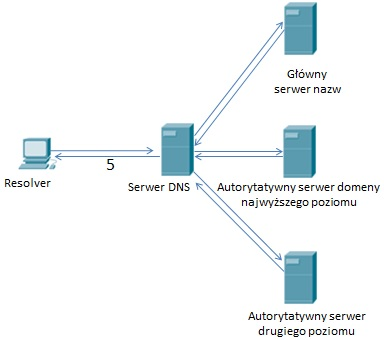 Główny
serwer nazw
5
Resolver
Serwer DNS
Autorytatywny serwer domeny
najwyższego poziomu
Autorytatywny serwer
drugiego poziomu